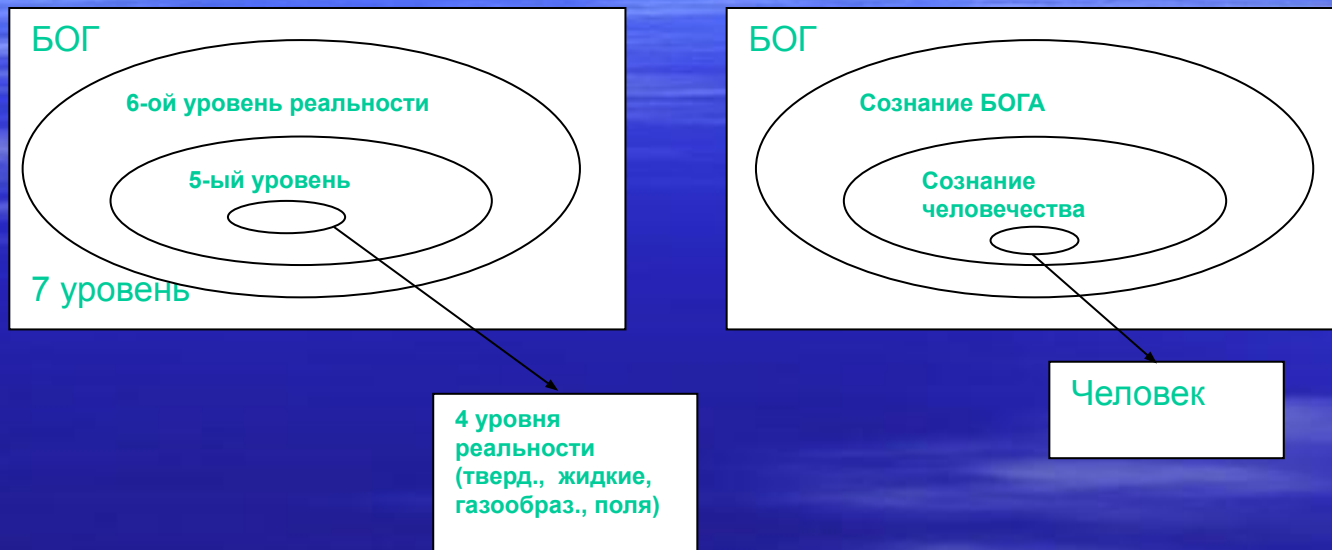 БОГ
6-ой уровень реальности
5-ый уровень
7 уровень
4 уровня
реальности
(тверд., жидкие,
газообраз., поля)
БОГ
Сознание БОГА
Сознание
человечества
Человек